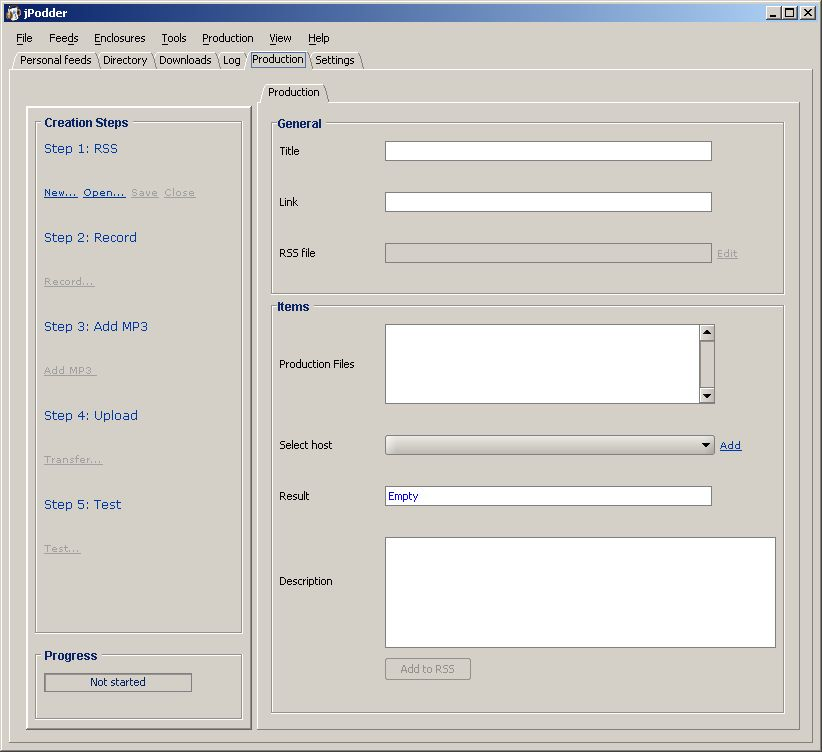 jPodder
File Feeds Enclosures Tools Production View Help
Personal feeds Directory Downloads Log Production Settings
Production
Creation Steps
Step 1: RSS
New... Open... Save Close
Step 2: Record
Record...
Step 3: Add MP3
Add MP3
Step 4: Upload
Transfer...
Step 5: Test
Test...
Progress
Not started
General
Title
Link
RSS file Edit
Items
Production Files
Select host Add
Result Empty
Description
Add to RSS